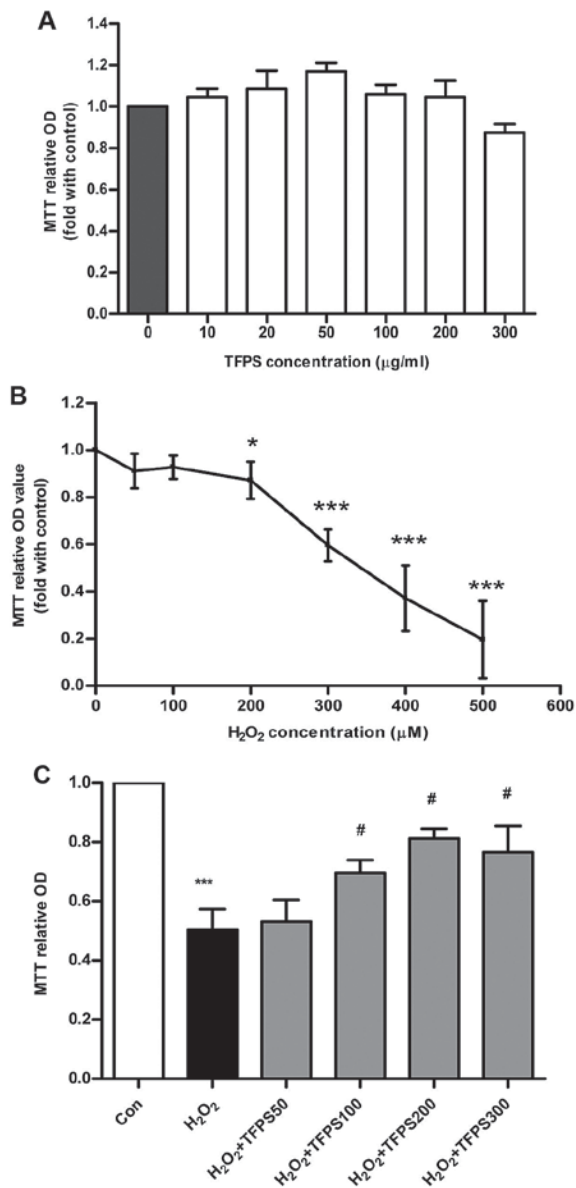 A
MTT relative OD
(fold with control)
1.4
1.2
1.0
0.8
0.6
0.4
0.2
0.0
0 10 20 50 100 200 300
TFPS concentration (μg/ml)
B
MTT relative OD value
(fold with control)
1.2
1.0
0.8
0.6
0.4
0.2
0.0
*
***
***
***
0 100 200 300 400 500 600
H₂O₂ concentration (μM)
C
MTT relative OD
1.0
0.8
0.6
0.4
0.2
0.0
***
#
#
#
Con
H₂O₂
H₂O₂+TFPS50
H₂O₂+TFPS100
H₂O₂+TFPS200
H₂O₂+TFPS300